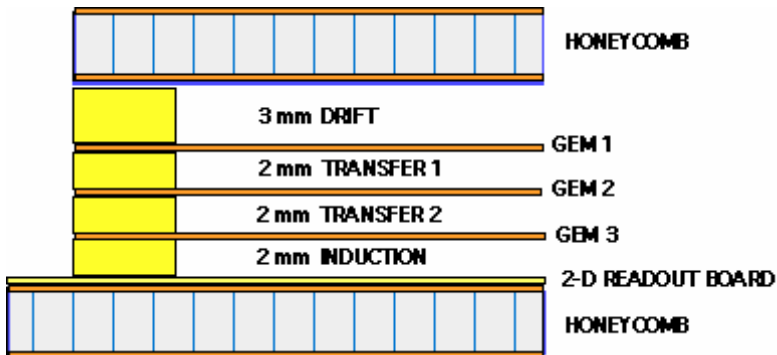 HONEYCOMB
3 mm DRIFT
GEM 1
2 mm TRANSFER 1
GEM 2
2 mm TRANSFER 2
GEM 3
2 mm INDUCTION
2-D READOUT BOARD
HONEYCOMB